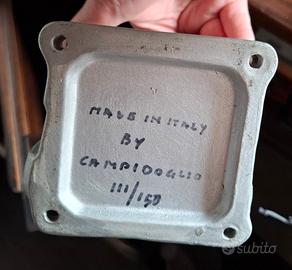 MADE IN ITALY
BY
CAMPIDOGLIO
111/150
subito